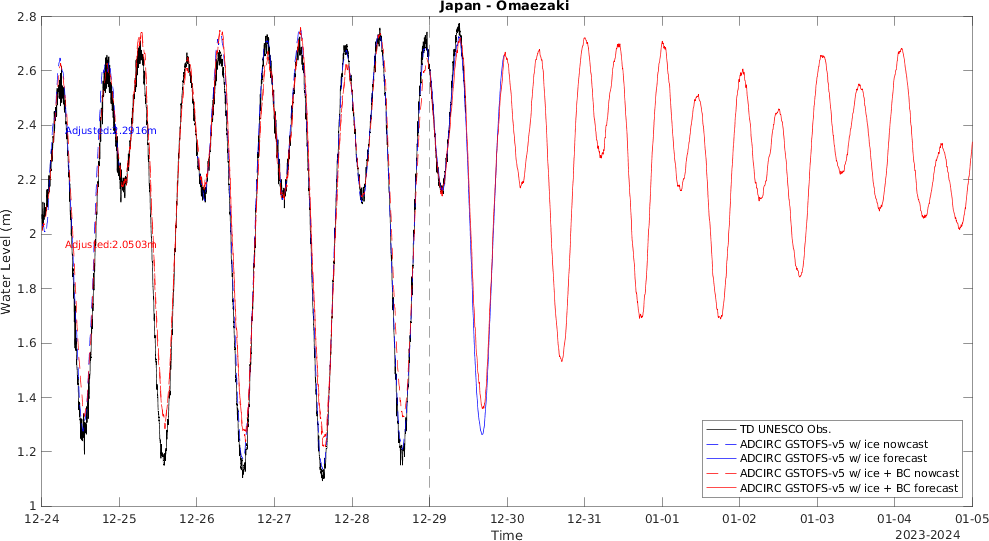 Japan - Omaezaki
2.8
2.6
2.4
2.2
2
1.8
1.6
1.4
1.2
1
Water Level (m)
Adjusted:2.2916m
Adjusted:2.0503m
TD UNESCO Obs.
ADCIRC GSTOFS-v5 w/ ice nowcast
ADCIRC GSTOFS-v5 w/ ice forecast
ADCIRC GSTOFS-v5 w/ ice + BC nowcast
ADCIRC GSTOFS-v5 w/ ice + BC forecast
12-24 12-25 12-26 12-27 12-28 12-29 12-30 12-31 01-01 01-02 01-03 01-04 01-05
Time
2023-2024